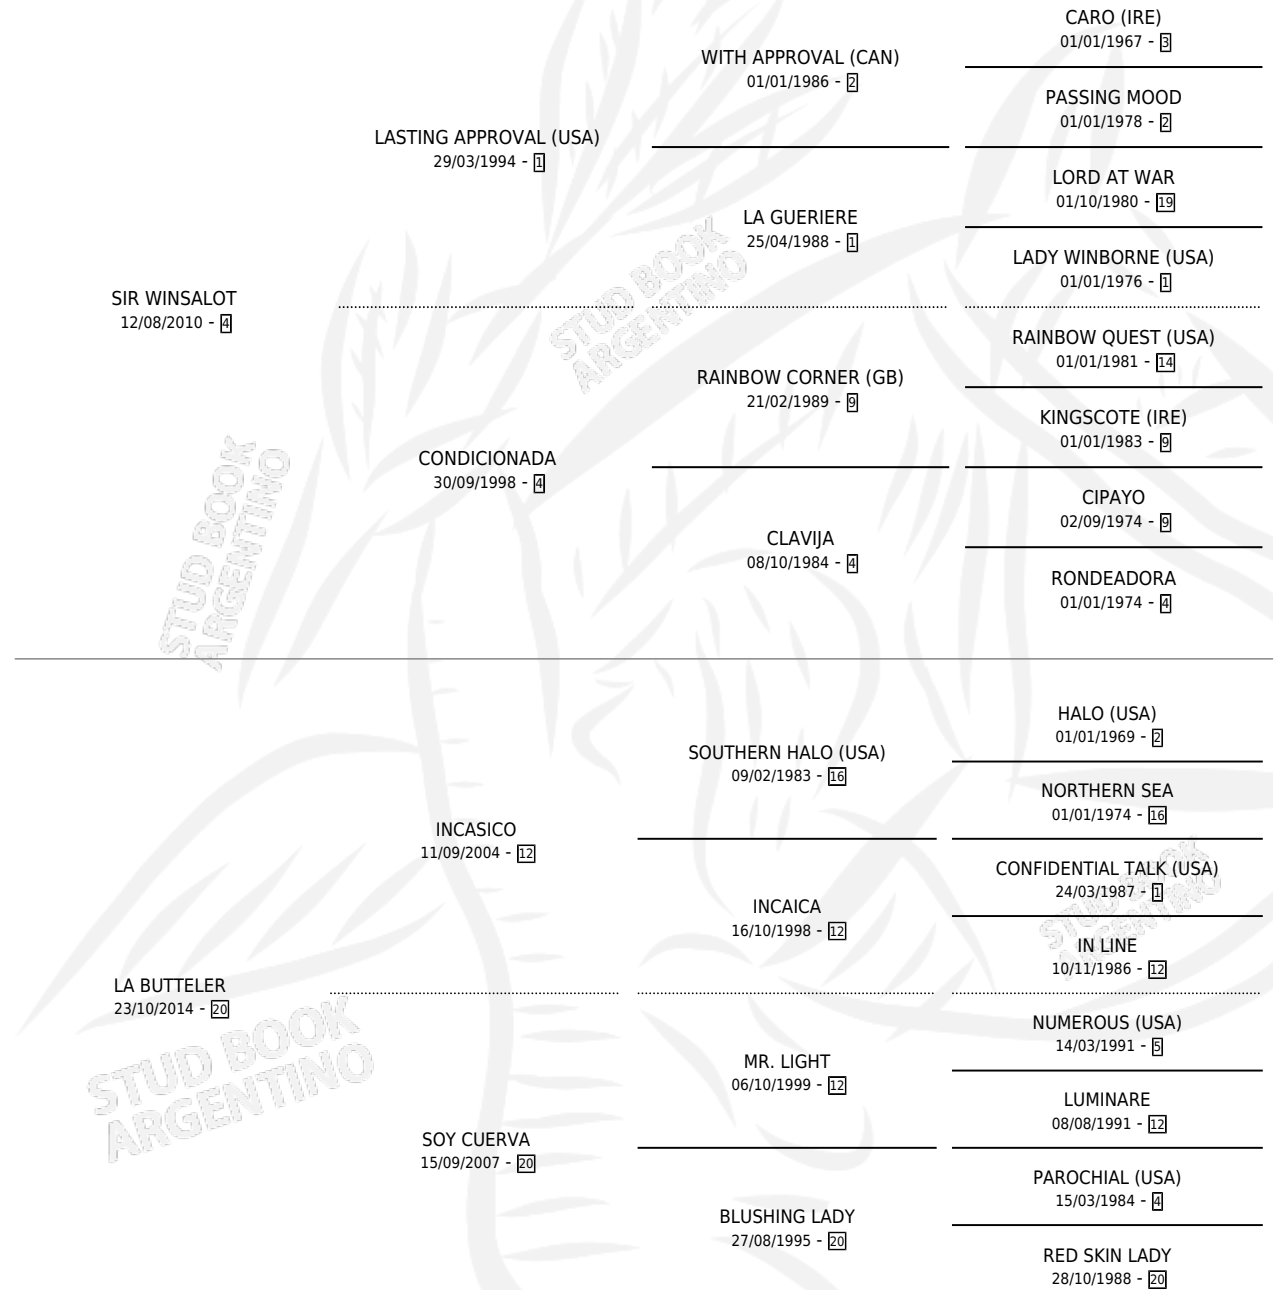 CARO (IRE)
01/01/1967 - 3
WITH APPROVAL (CAN)
01/01/1986 - 2
PASSING MOOD
01/01/1978 - 2
LASTING APPROVAL (USA)
29/03/1994 - 1
LORD AT WAR
01/10/1980 - 19
LA GUERIERE
25/04/1988 - 1
LADY WINBORNE (USA)
01/01/1976 - 1
SIR WINSALOT
12/08/2010 - 4
RAINBOW QUEST (USA)
01/01/1981 - 14
RAINBOW CORNER (GB)
21/02/1989 - 9
KINGSCOTE (IRE)
01/01/1983 - 9
CONDICIONADA
30/09/1998 - 4
CIPAYO
02/09/1974 - 9
CLAVIJA
08/10/1984 - 4
RONDEADORA
01/01/1974 - 4
STUD BOOK
ARGENTINO
STUD BOOK
ARGENTINO
HALO (USA)
01/01/1969 - 2
SOUTHERN HALO (USA)
09/02/1983 - 16
NORTHERN SEA
01/01/1974 - 16
INCASICO
11/09/2004 - 12
CONFIDENTIAL TALK (USA)
24/03/1987 - 1
INCAICA
16/10/1998 - 12
IN LINE
10/11/1986 - 12
STUD BOOK
ARGENTINO
LA BUTTELER
23/10/2014 - 20
NUMEROUS (USA)
14/03/1991 - 5
MR. LIGHT
06/10/1999 - 12
LUMINARE
08/08/1991 - 12
SOY CUERVA
15/09/2007 - 20
PAROCHIAL (USA)
15/03/1984 - 4
BLUSHING LADY
27/08/1995 - 20
RED SKIN LADY
28/10/1988 - 20
STUD BOOK
ARGENTINO